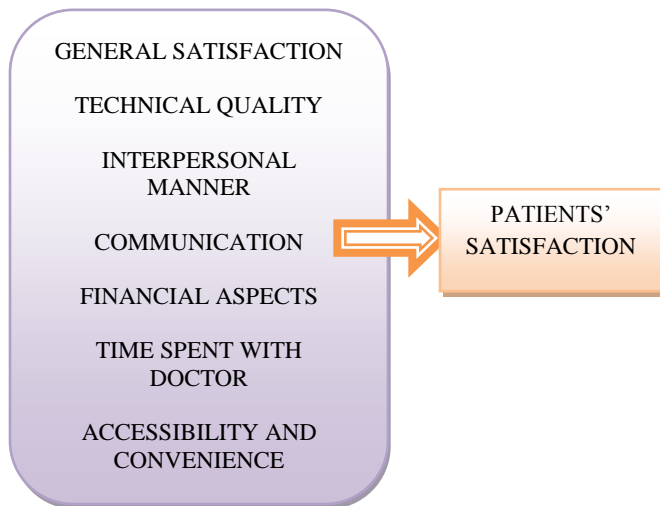 GENERAL SATISFACTION
TECHNICAL QUALITY
INTERPERSONAL
MANNER
COMMUNICATION
FINANCIAL ASPECTS
TIME SPENT WITH
DOCTOR
ACCESSIBILITY AND
CONVENIENCE
PATIENTS’
SATISFACTION